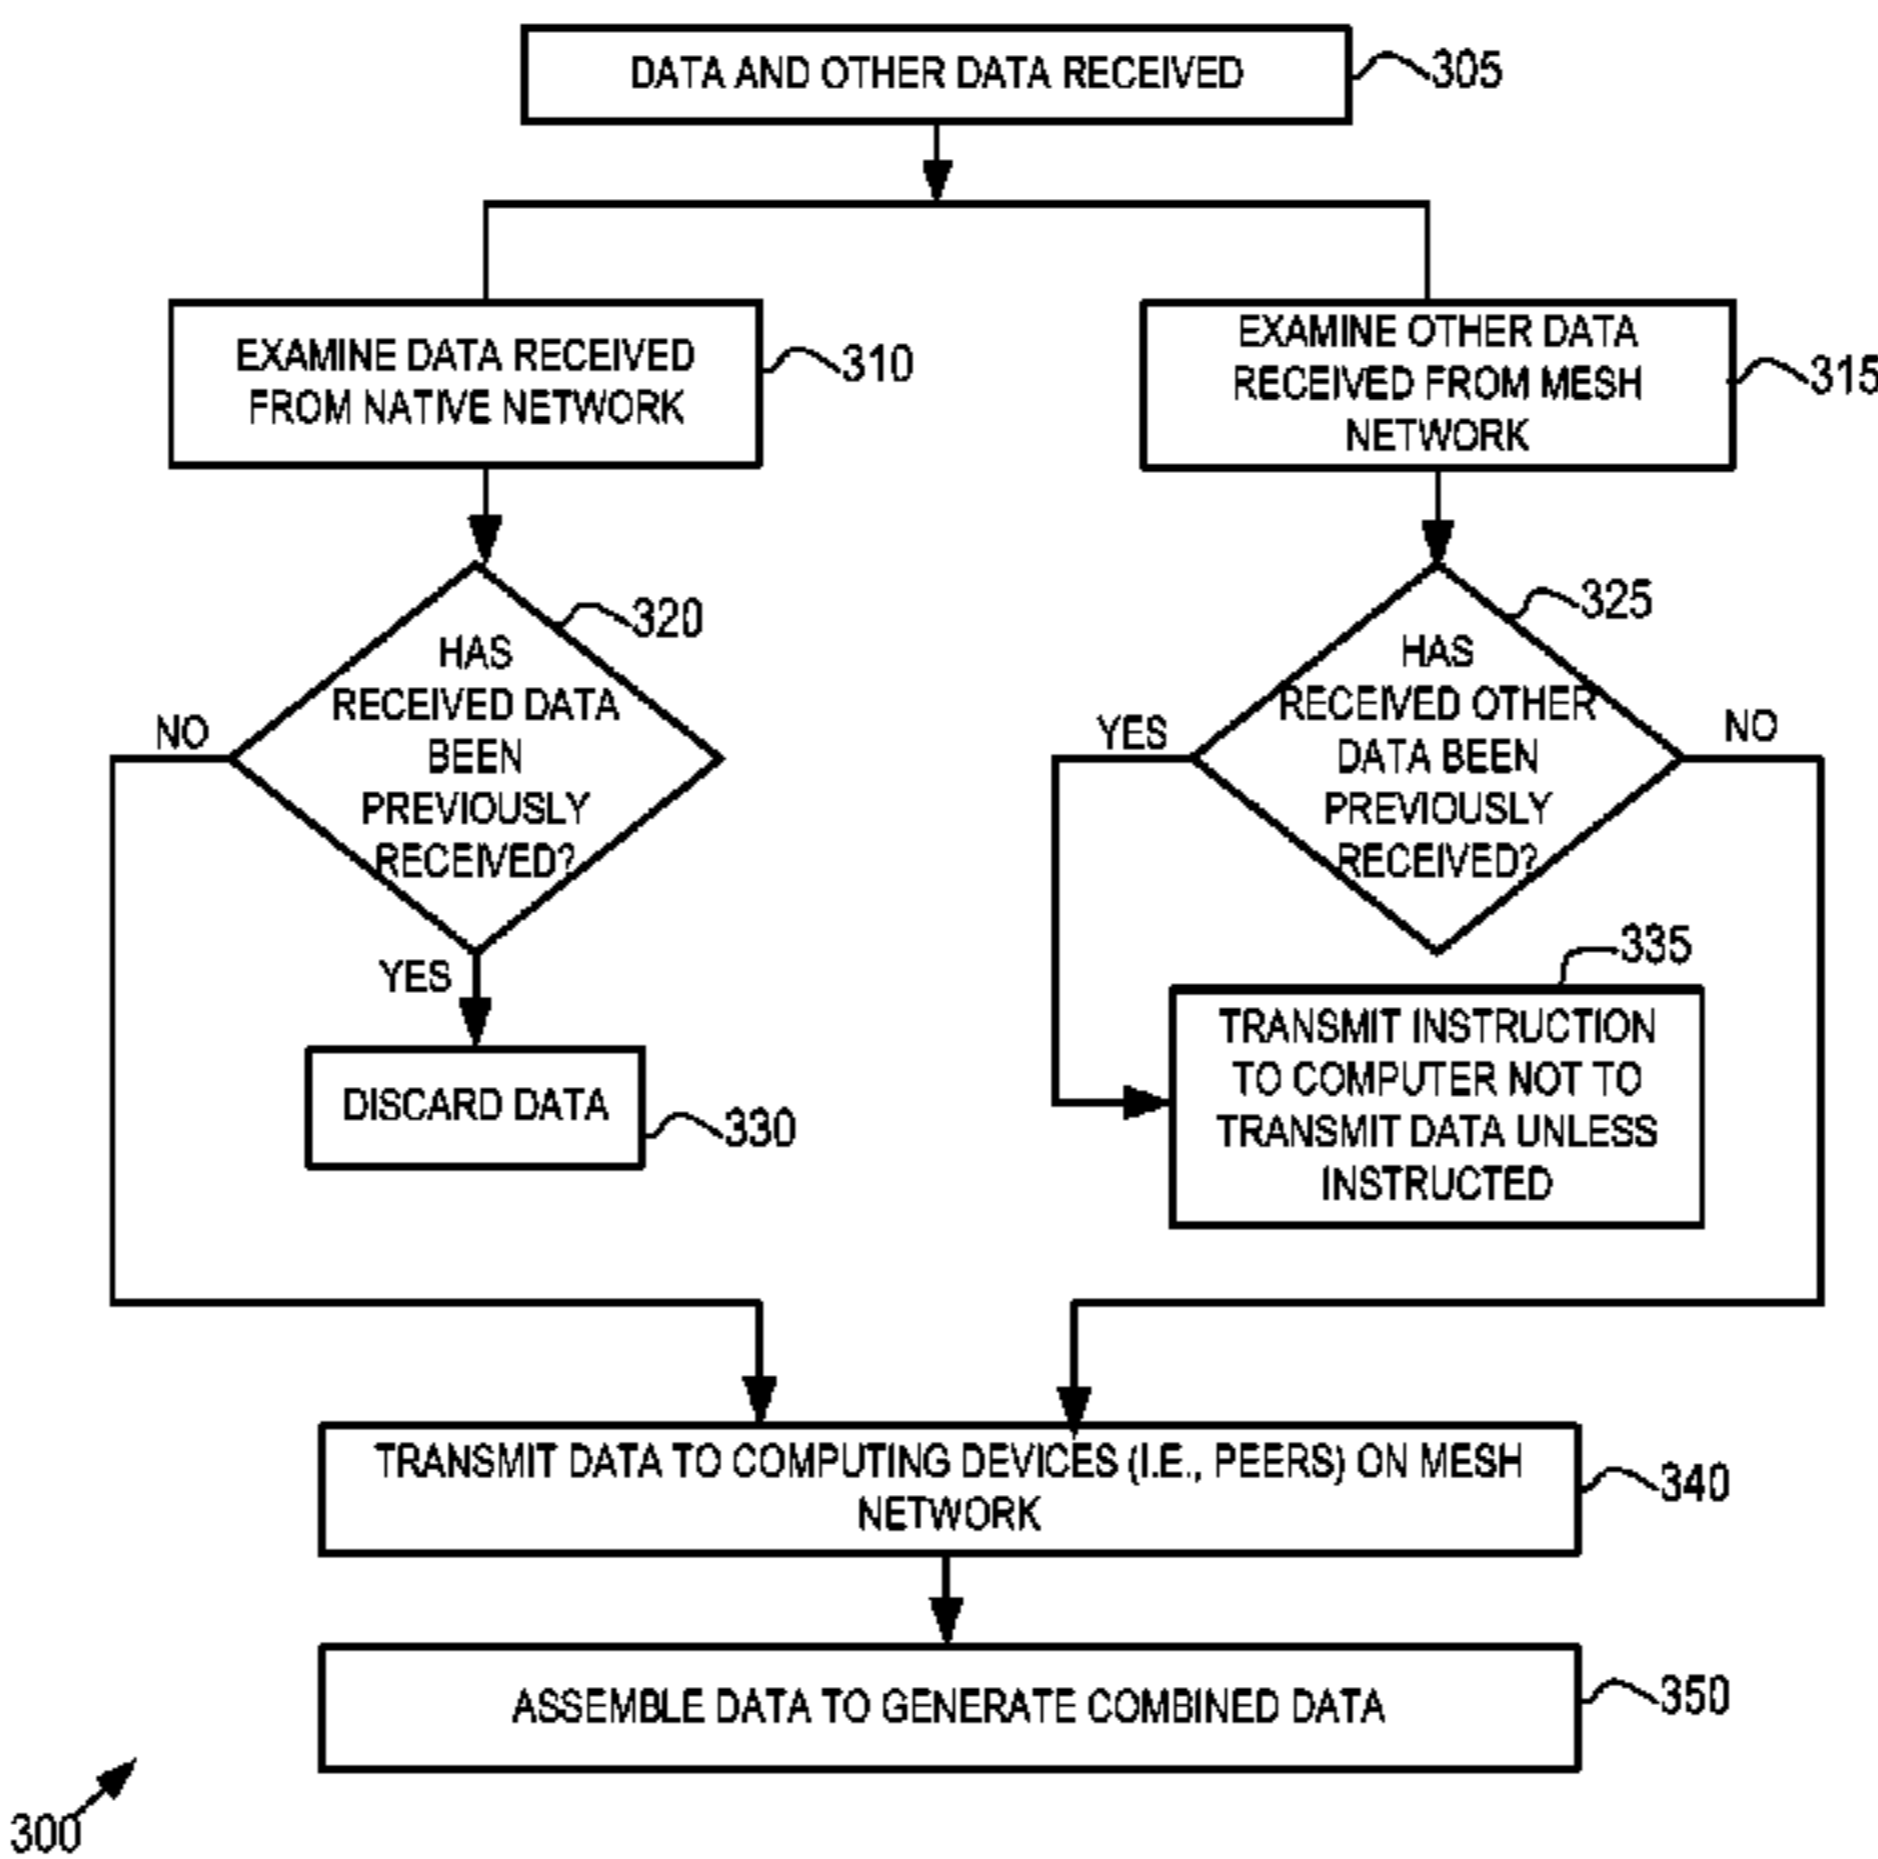 DATA AND OTHER DATA RECEIVED
305
EXAMINE DATA RECEIVED
FROM NATIVE NETWORK
310
EXAMINE OTHER DATA
RECEIVED FROM MESH
NETWORK
315
320
HAS
RECEIVED DATA
BEEN
PREVIOUSLY
RECEIVED?
NO
YES
325
HAS
RECEIVED OTHER
DATA BEEN
PREVIOUSLY
RECEIVED?
YES
NO
DISCARD DATA
330
335
TRANSMIT INSTRUCTION
TO COMPUTER NOT TO
TRANSMIT DATA UNLESS
INSTRUCTED
TRANSMIT DATA TO COMPUTING DEVICES (I.E., PEERS) ON MESH
NETWORK
340
ASSEMBLE DATA TO GENERATE COMBINED DATA
350
300